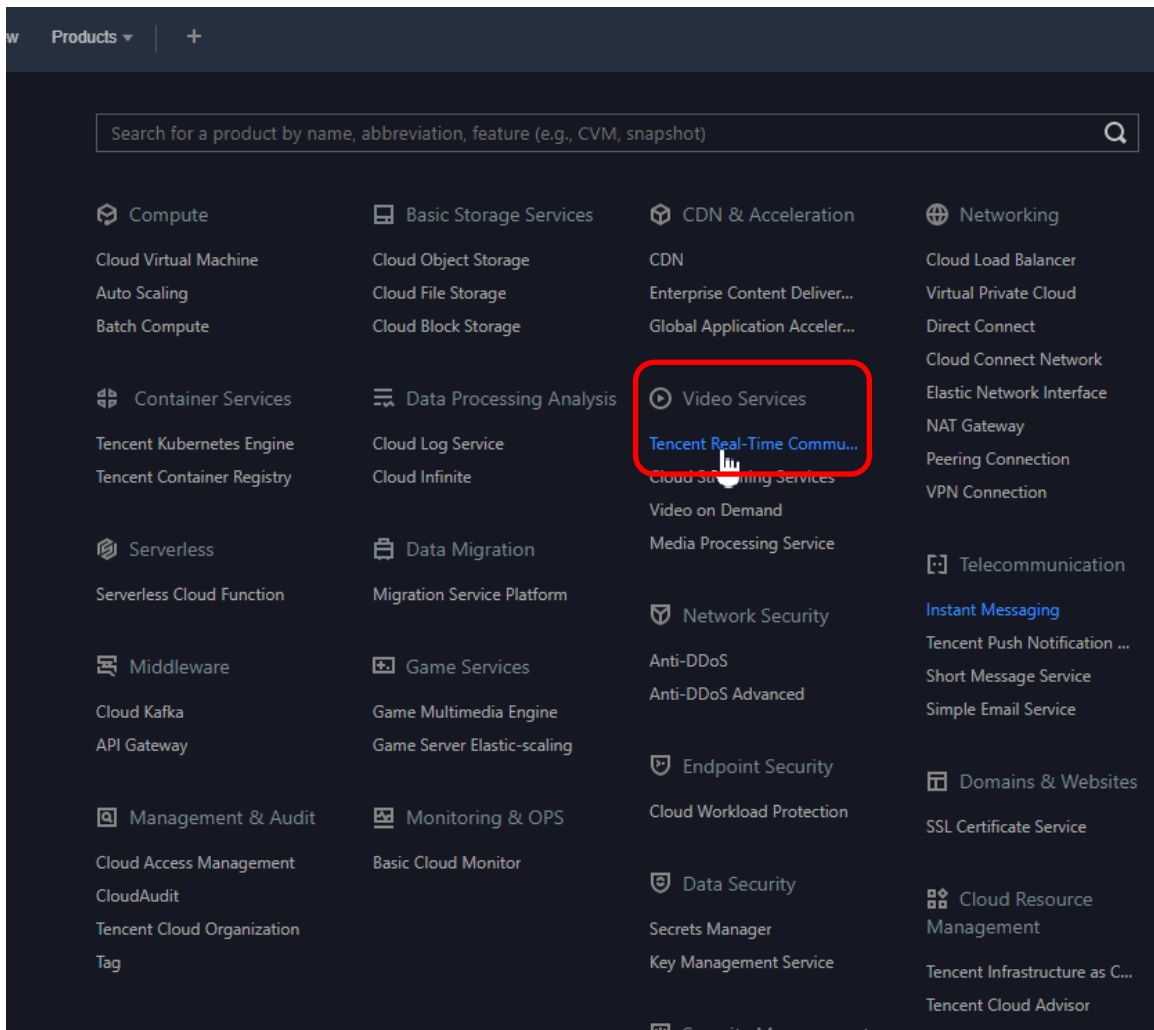 w Products +
Search for a product by name, abbreviation, feature (e.g., CVM, snapshot)
Compute
Cloud Virtual Machine
Auto Scaling
Batch Compute
Container Services
Tencent Kubernetes Engine
Tencent Container Registry
Serverless
Serverless Cloud Function
Middleware
Cloud Kafka
API Gateway
Management & Audit
Cloud Access Management
CloudAudit
Tencent Cloud Organization
Tag
Basic Storage Services
Cloud Object Storage
Cloud File Storage
Cloud Block Storage
Data Processing Analysis
Cloud Log Service
Cloud Infinite
Data Migration
Migration Service Platform
Game Services
Game Multimedia Engine
Game Server Elastic-scaling
Monitoring & OPS
Basic Cloud Monitor
CDN & Acceleration
CDN
Enterprise Content Deliver...
Global Application Acceler...
Video Services
Tencent Real-Time Commu...
Cloud Streaming Services
Video on Demand
Media Processing Service
Network Security
Anti-DDoS
Anti-DDoS Advanced
Endpoint Security
Cloud Workload Protection
Data Security
Secrets Manager
Key Management Service
Networking
Cloud Load Balancer
Virtual Private Cloud
Direct Connect
Cloud Connect Network
Elastic Network Interface
NAT Gateway
Peering Connection
VPN Connection
Telecommunication
Instant Messaging
Tencent Push Notification ...
Short Message Service
Simple Email Service
Domains & Websites
SSL Certificate Service
Cloud Resource
Management
Tencent Infrastructure as C...
Tencent Cloud Advisor